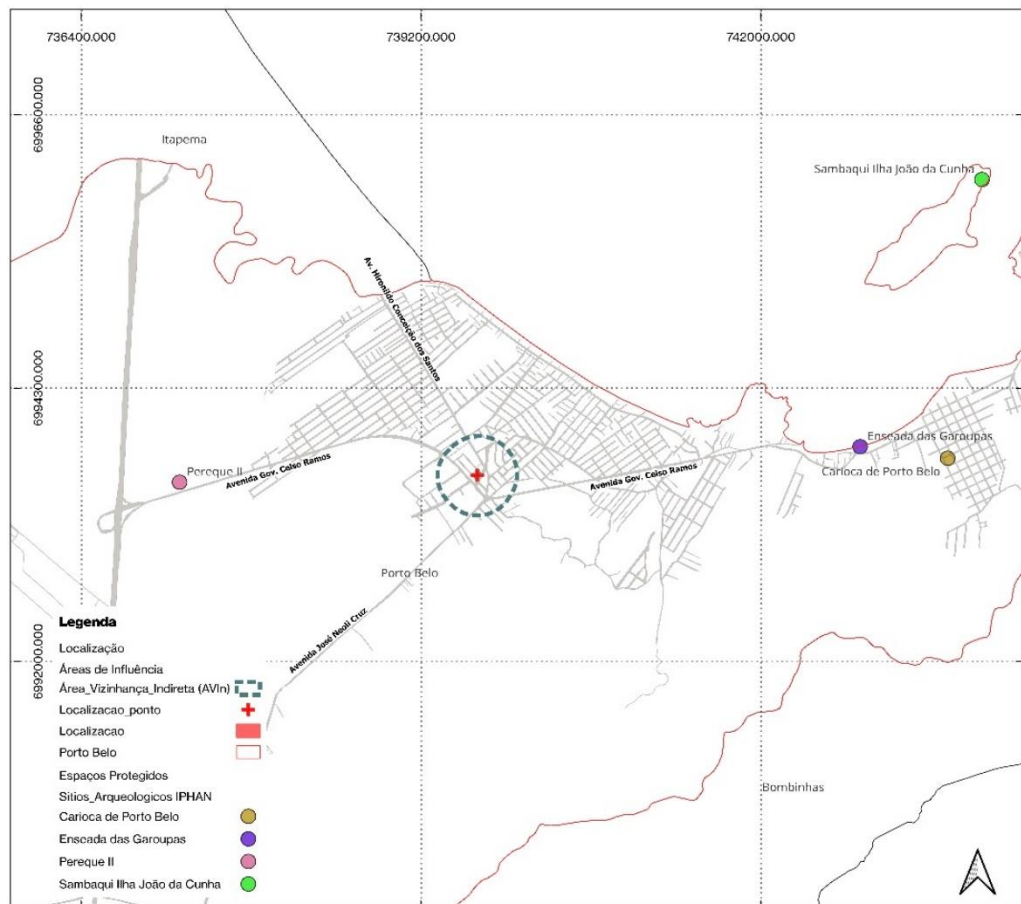 736400.000
739200.000
742000.000
6996600.000
Itapema
Sambaqui Ilha João da Cunha
Av. Hironildo Conceição dos Santos
6994300.000
Enseada das Garoupas
Pereque II
Avenida Gov. Celso Ramos
Avenida Gov. Celso Ramos
Carioca de Porto Belo
Porto Belo
Avenida José Neoli Cruz
6992000.000
Bombinhas
Legenda
Localização
Áreas de Influência
Área_Vizinhança_Indireta (AVIn)
Localizacao_ponto
Localizacao
Porto Belo
Espaços Protegidos
Sitios_Arqueologicos IPHAN
Carioca de Porto Belo
Enseada das Garoupas
Pereque II
Sambaqui Ilha João da Cunha